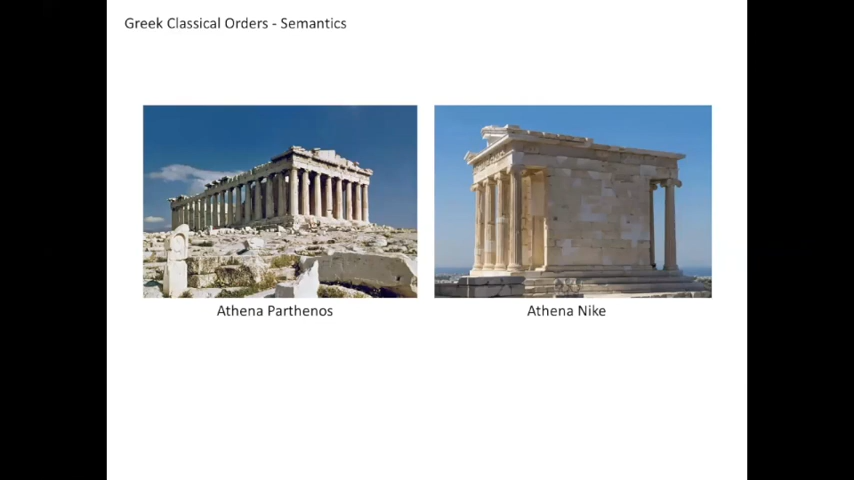 Greek Classical Orders - Semantics
Athena Parthenos
Athena Nike